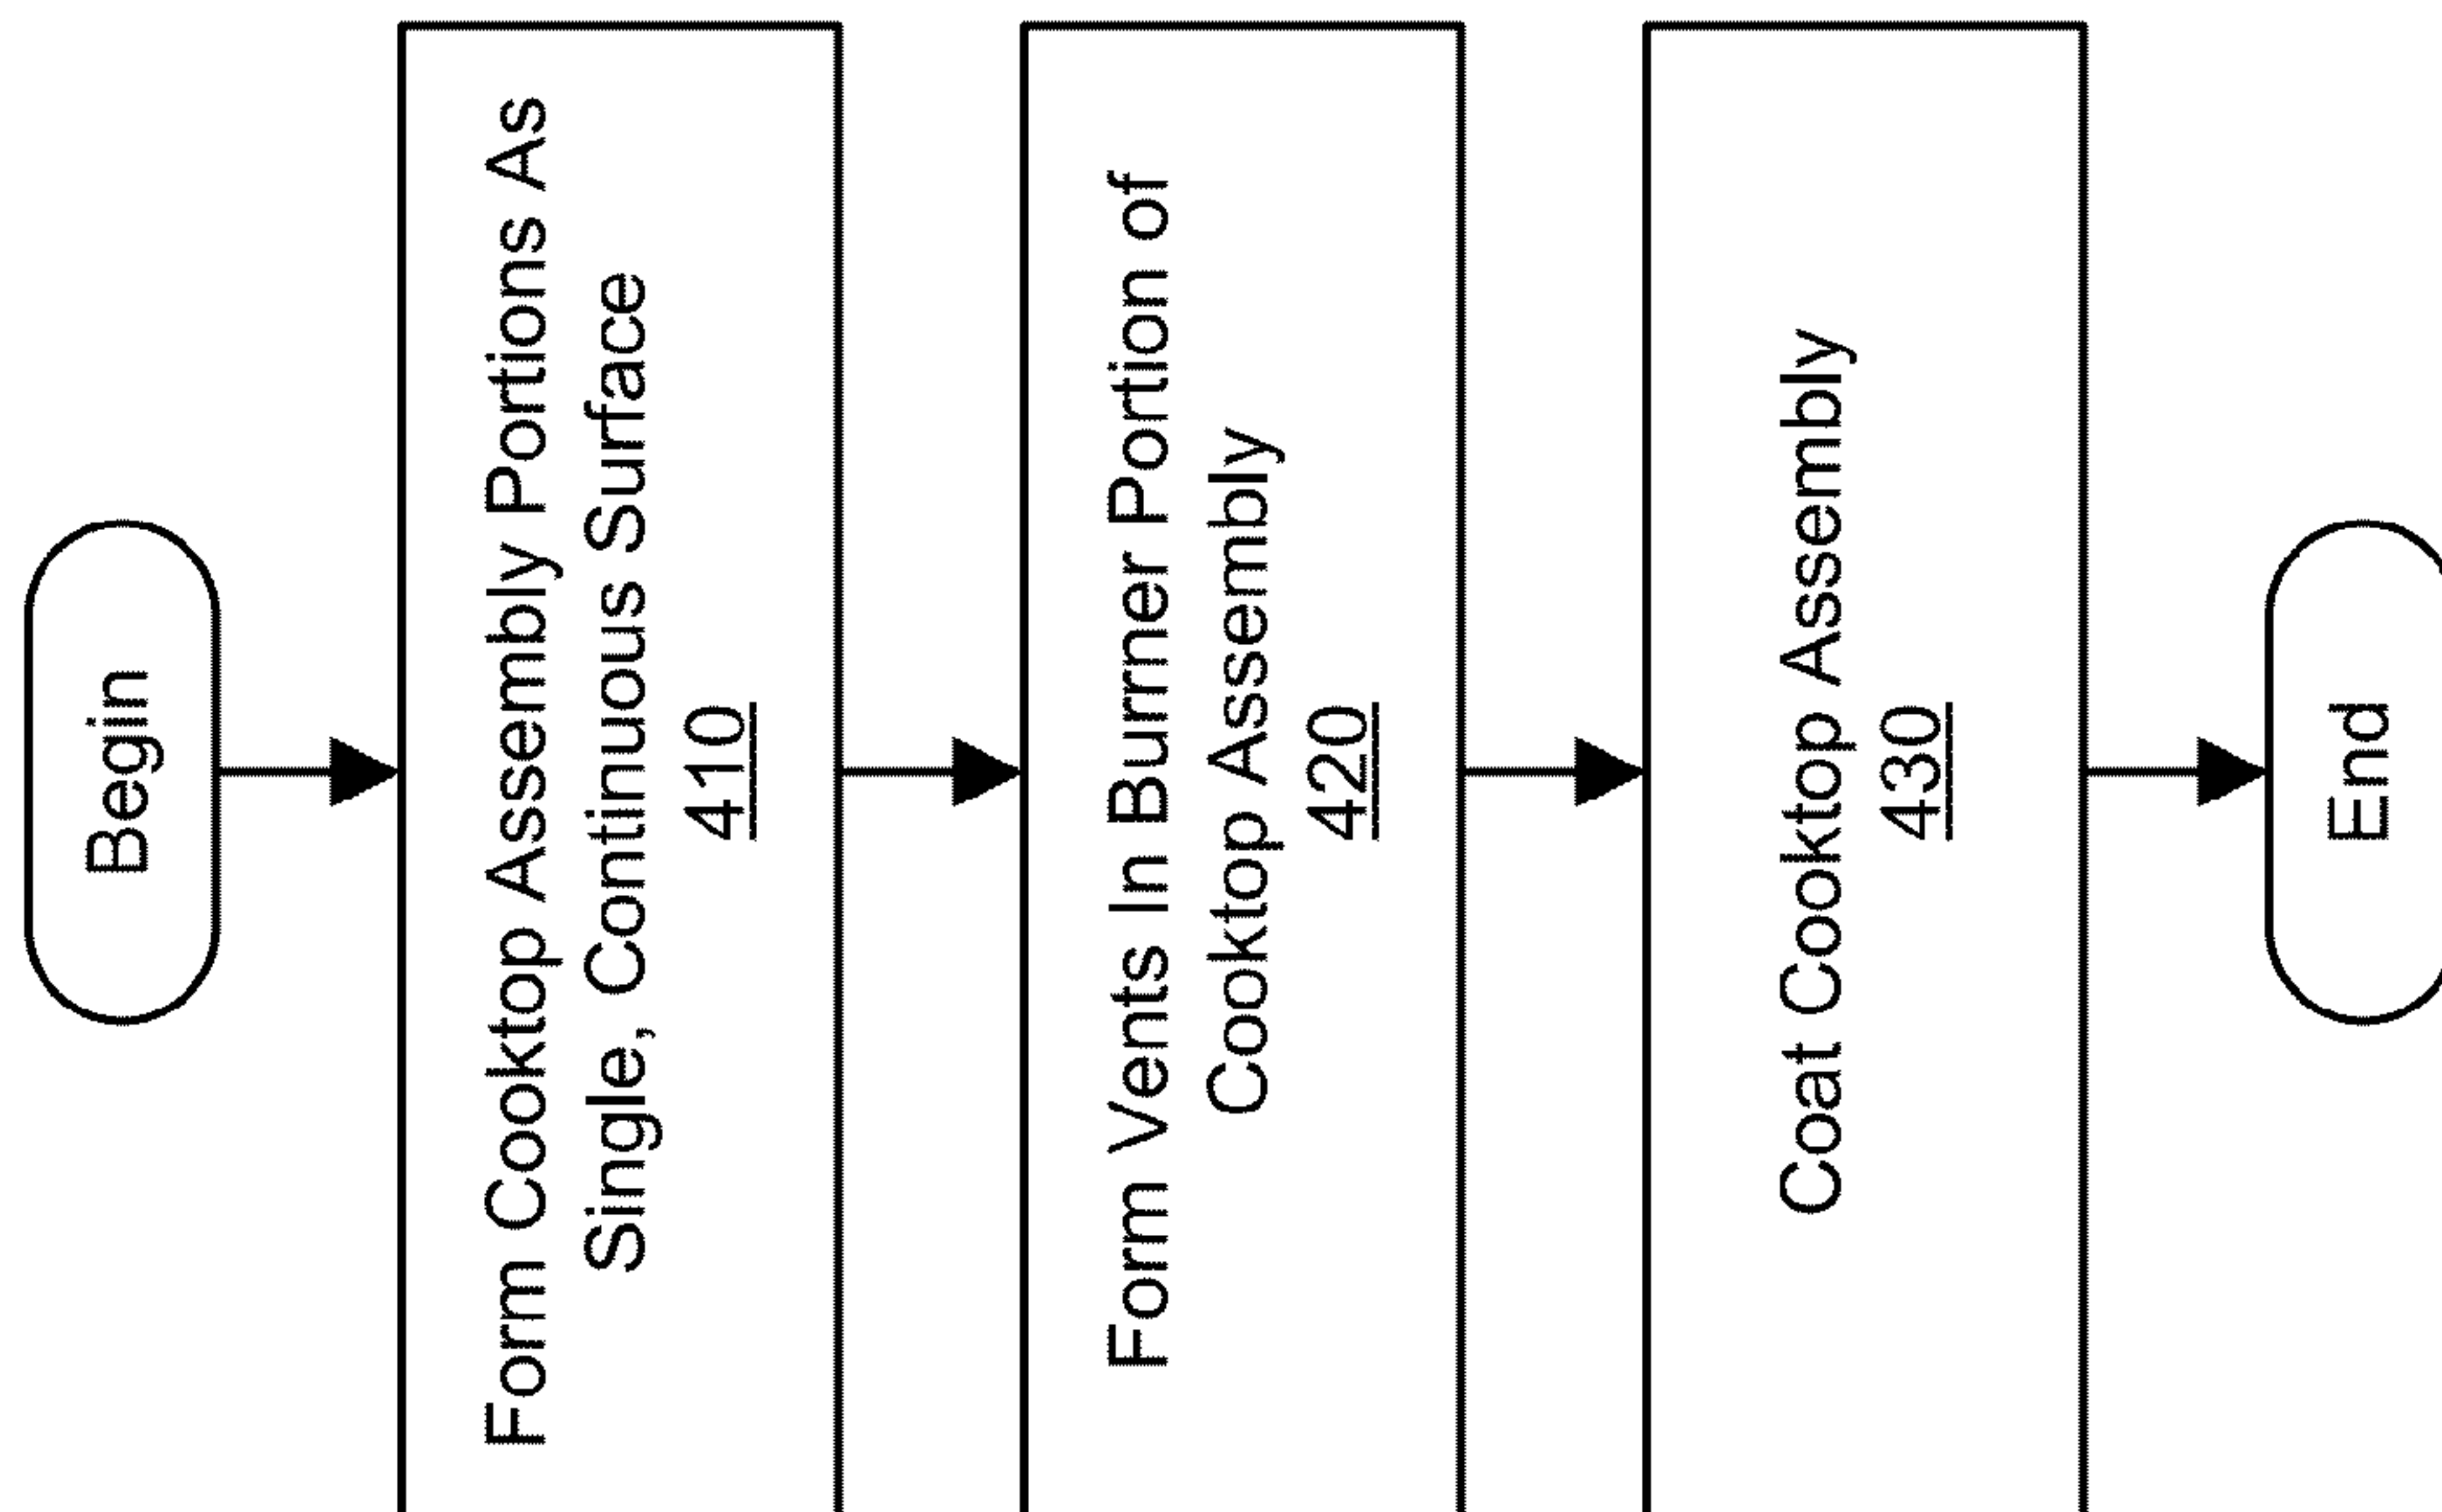 Begin
Form Cooktop Assembly Portions As
Single, Continuous Surface
410
Form Vents In Burner Portion of
Cooktop Assembly
420
Coat Cooktop Assembly
430
End